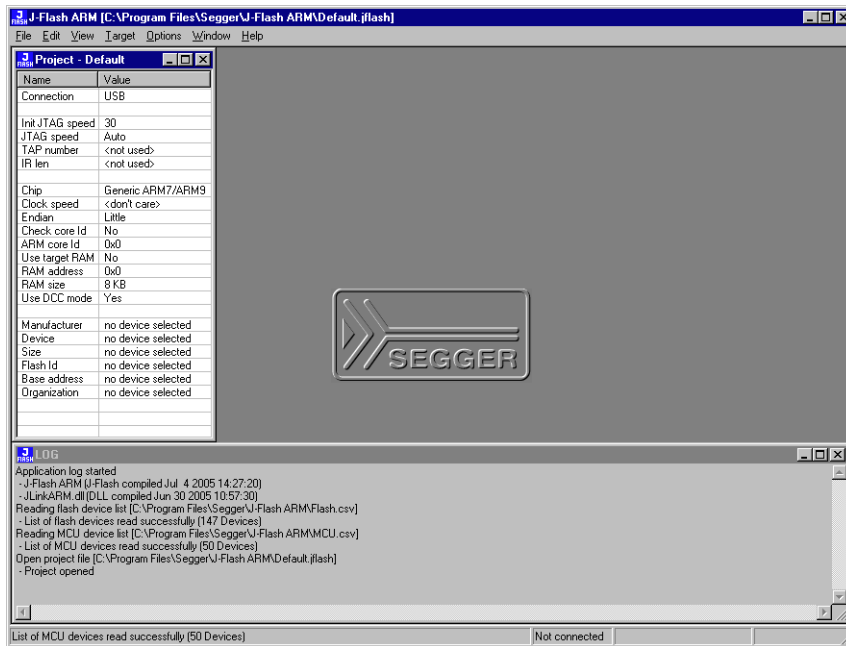 J-Flash ARM [C:\Program Files\Segger\J-Flash ARM\Default.jflash]
File Edit View Target Options Window Help
Project - Default
Name Value
Connection USB
Init JTAG speed 30
JTAG speed Auto
TAP number <not used>
IR len <not used>
Chip Generic ARM7/ARM9
Clock speed <don't care>
Endian Little
Check core Id No
ARM core Id 0x0
Use target RAM No
RAM address 0x0
RAM size 8 KB
Use DCC mode Yes
Manufacturer no device selected
Device no device selected
Size no device selected
Flash Id no device selected
Base address no device selected
Organization no device selected
SEGGER
LOG
Application log started
- J-Flash ARM (J-Flash compiled Jul 4 2005 14:27:20)
- JLinkARM.dll (DLL compiled Jun 30 2005 10:57:30)
Reading flash device list [C:\Program Files\Segger\J-Flash ARM\Flash.csv]
- List of flash devices read successfully (147 Devices)
Reading MCU device list [C:\Program Files\Segger\J-Flash ARM\MCU.csv]
- List of MCU devices read successfully (50 Devices)
Open project file [C:\Program Files\Segger\J-Flash ARM\Default.jflash]
- Project opened
List of MCU devices read successfully (50 Devices) Not connected